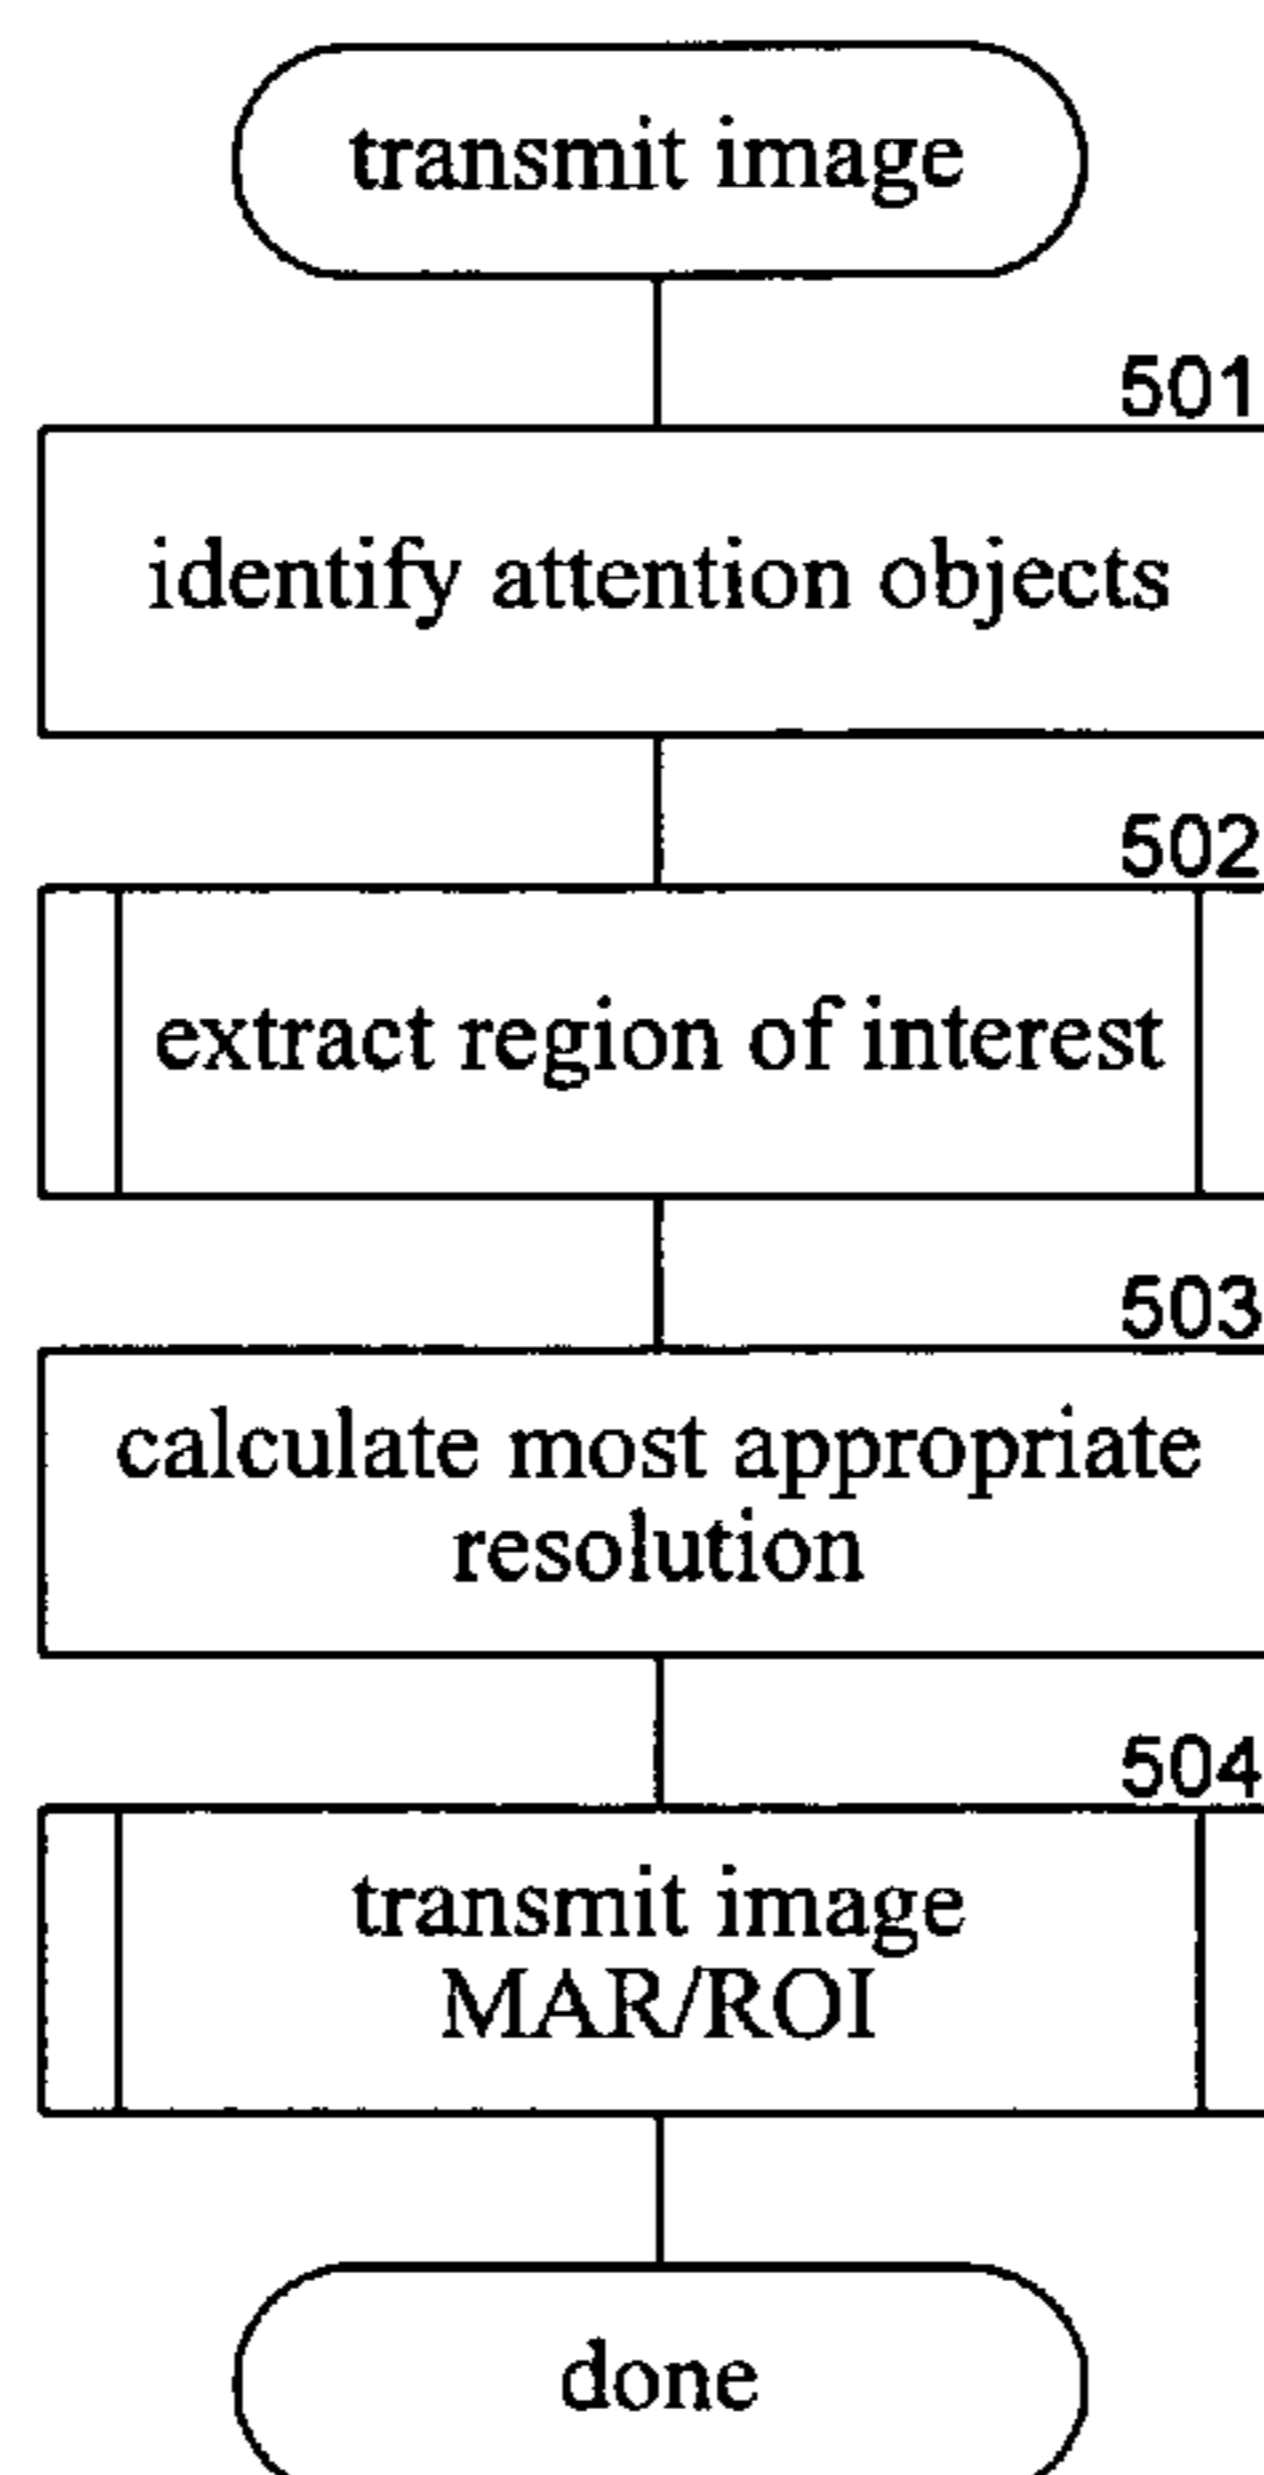 transmit image
501
identify attention objects
502
extract region of interest
503
calculate most appropriate
resolution
504
transmit image
MAR/ROI
done